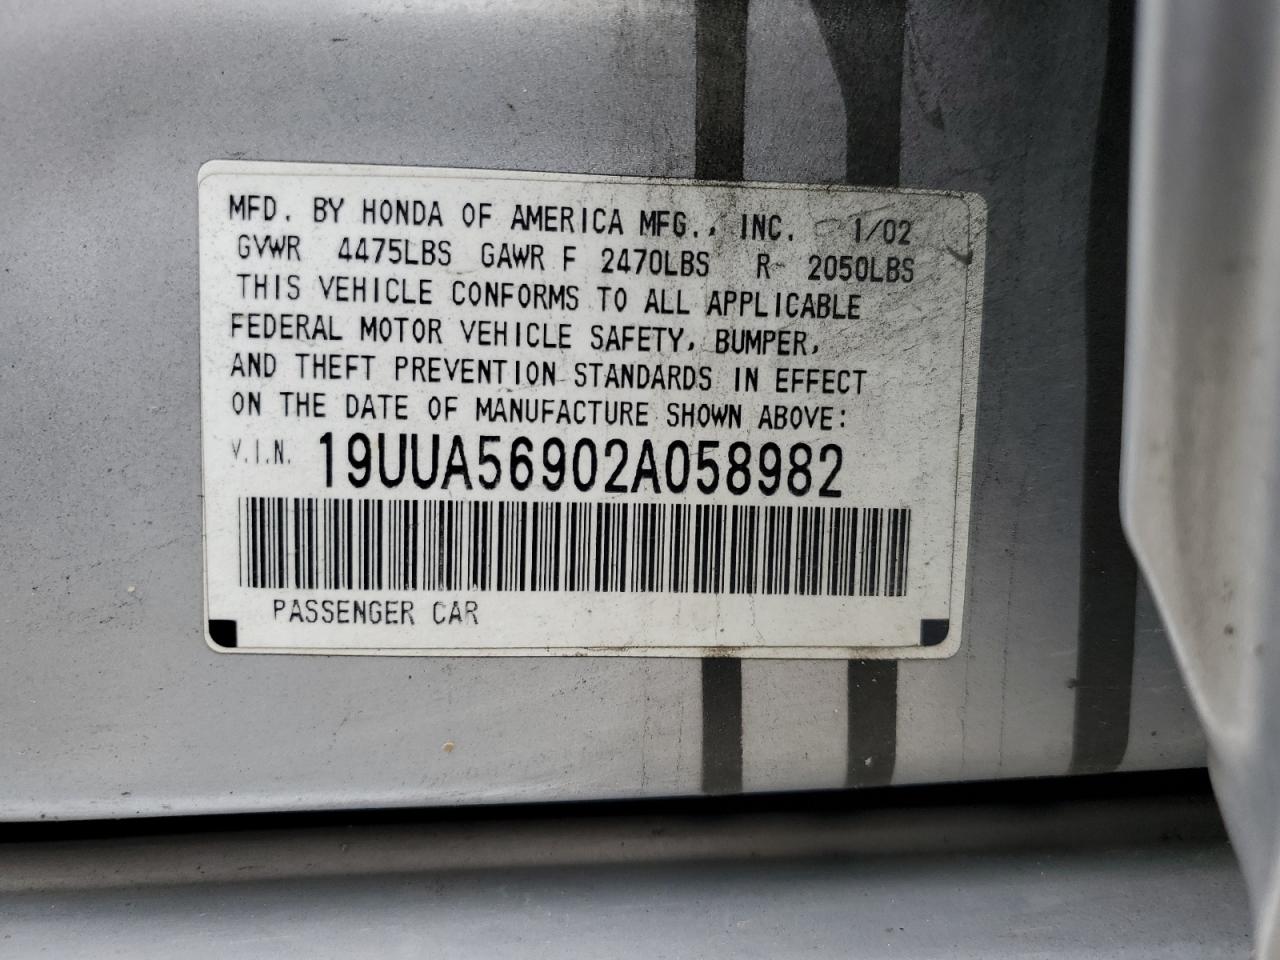 MFD. BY HONDA OF AMERICA MFG., INC. 1/02
GVWR 4475LBS GAWR F 2470LBS R 2050LBS
THIS VEHICLE CONFORMS TO ALL APPLICABLE
FEDERAL MOTOR VEHICLE SAFETY, BUMPER,
AND THEFT PREVENTION STANDARDS IN EFFECT
ON THE DATE OF MANUFACTURE SHOWN ABOVE:
V.I.N. 19UUA56902A058982
PASSENGER CAR